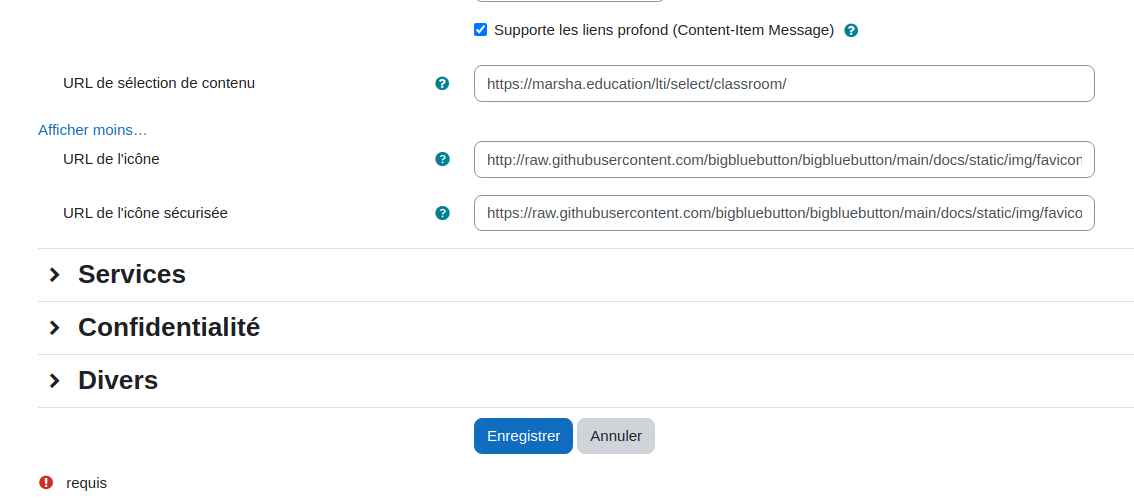 Supporte les liens profond (Content-Item Message)
URL de sélection de contenu
https://marsha.education/lti/select/classroom/
Afficher moins…
URL de l'icône
http://raw.githubusercontent.com/bigbluebutton/bigbluebutton/main/docs/static/img/favicon
URL de l'icône sécurisée
https://raw.githubusercontent.com/bigbluebutton/bigbluebutton/main/docs/static/img/favico
Services
Confidentialité
Divers
Enregistrer Annuler
requis